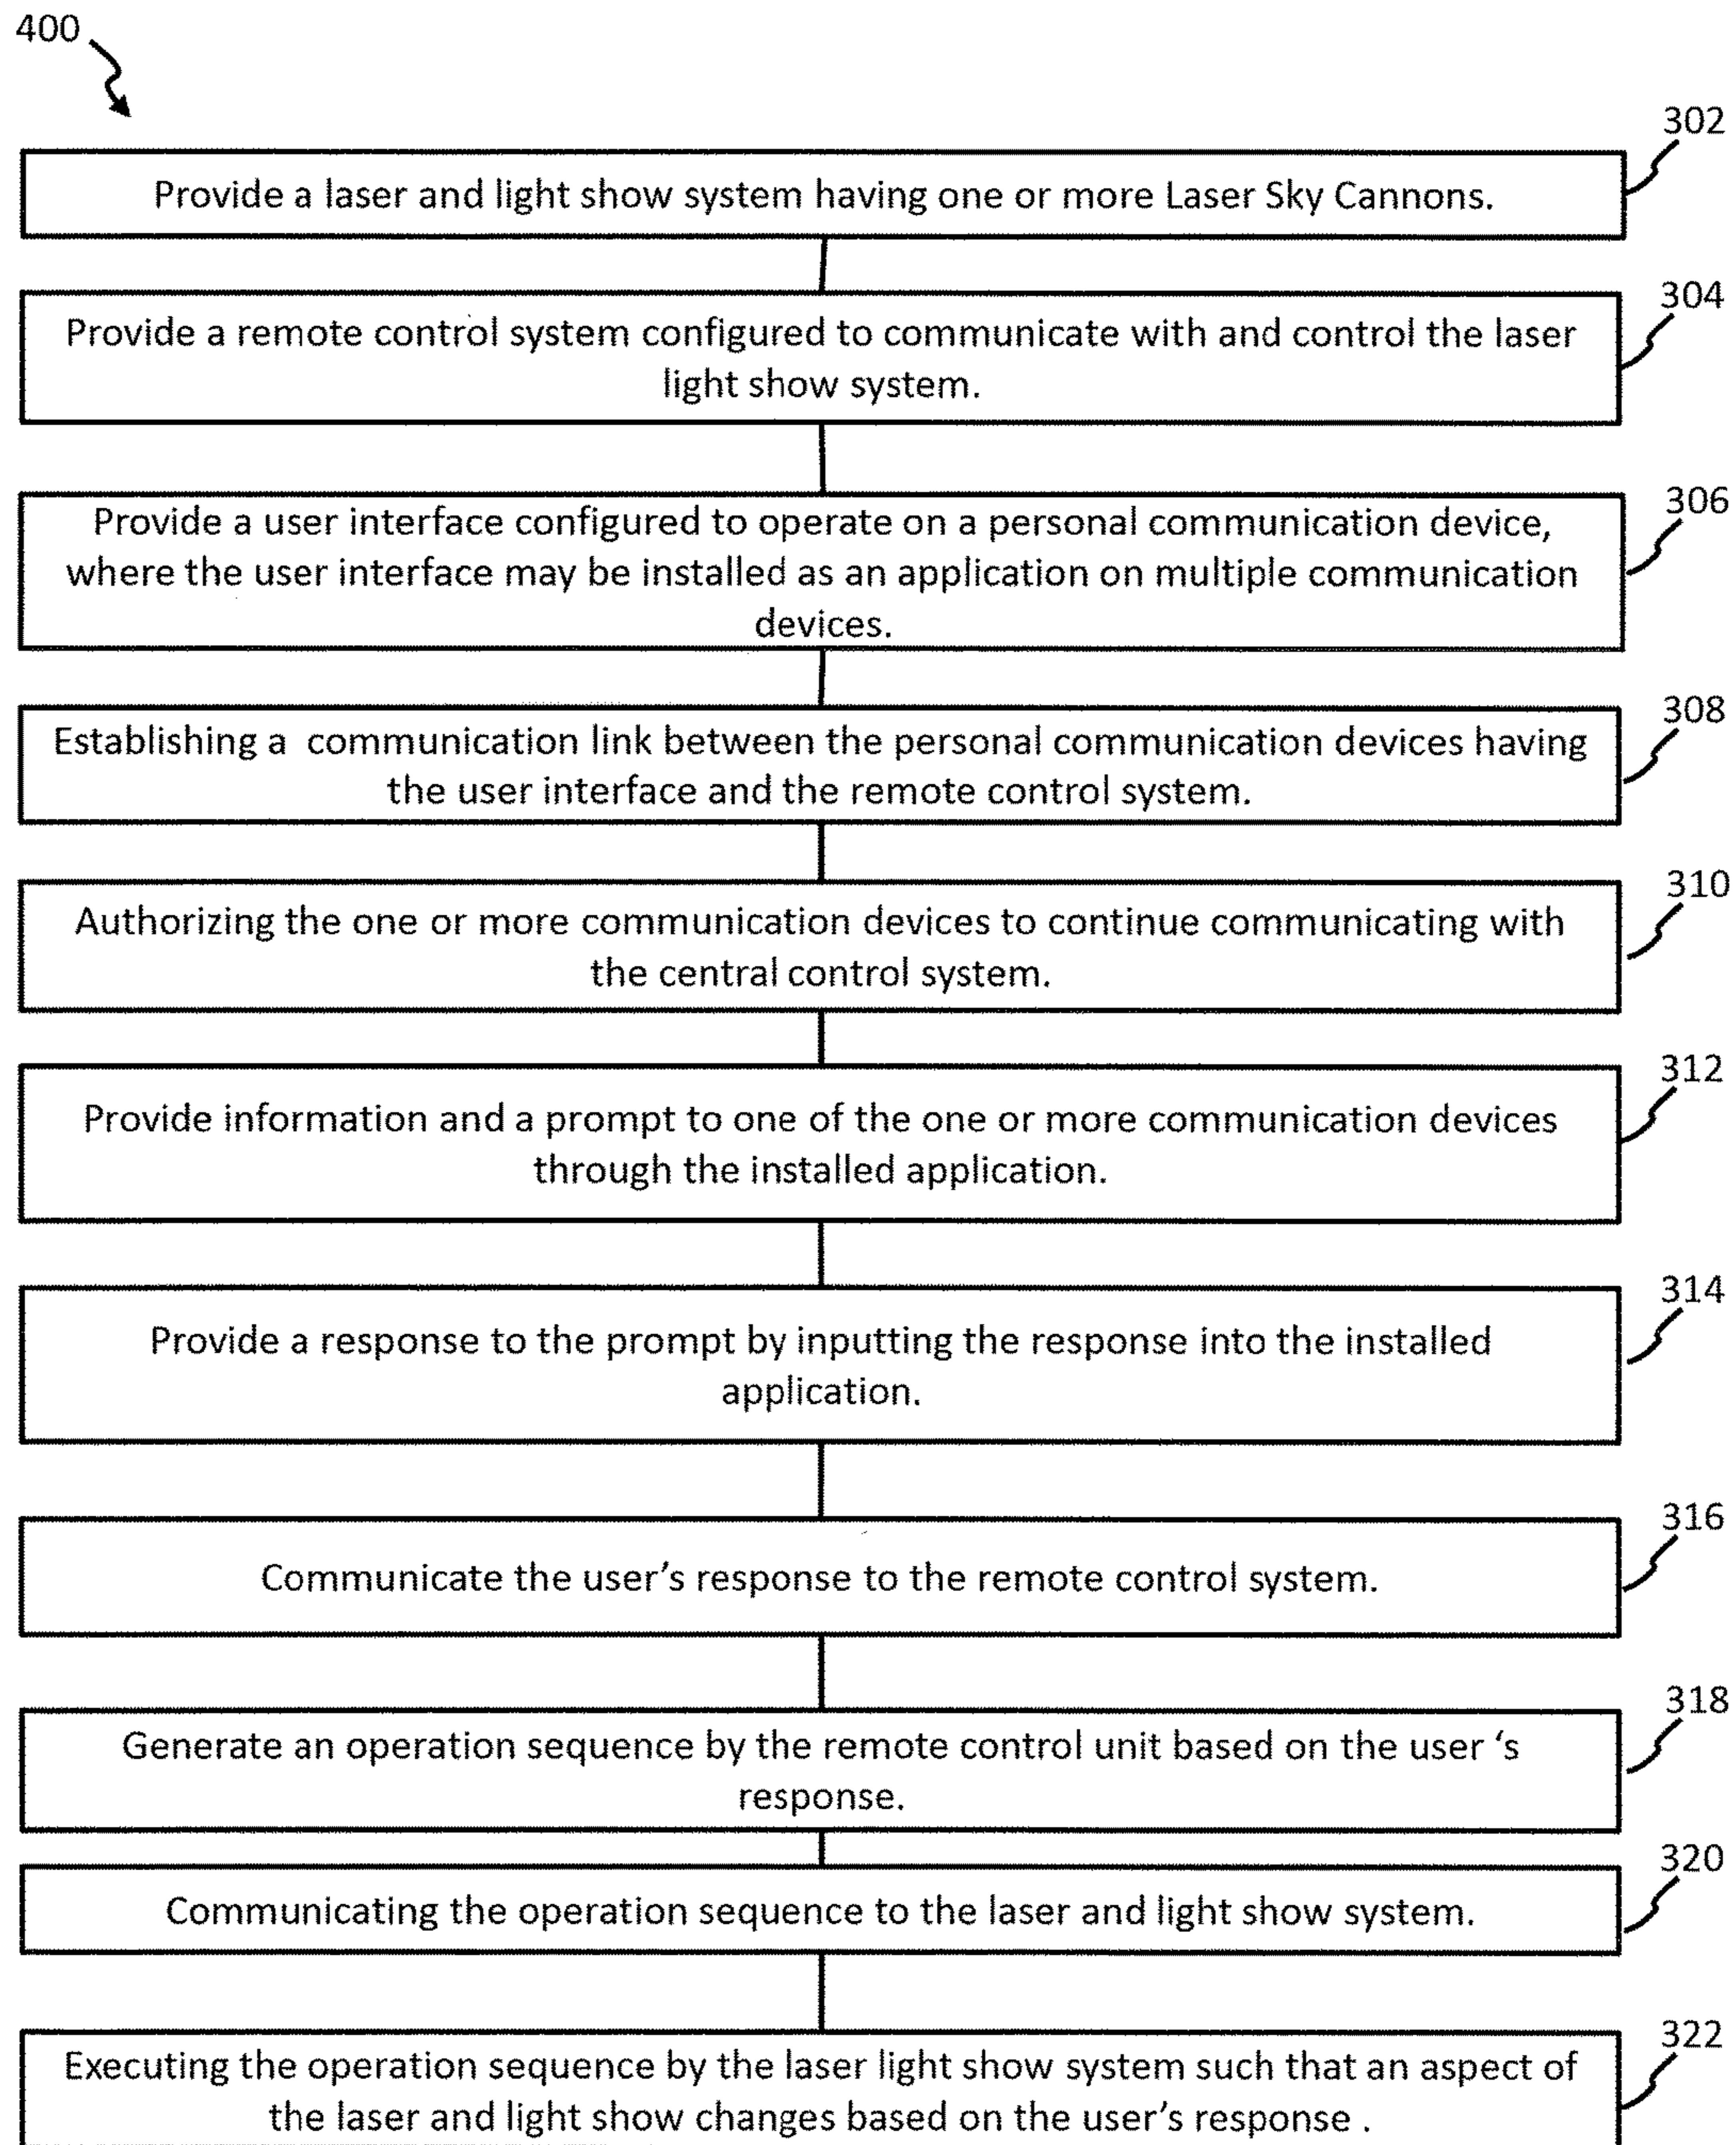 400
302
Provide a laser and light show system having one or more Laser Sky Cannons.
304
Provide a remote control system configured to communicate with and control the laser
light show system.
306
Provide a user interface configured to operate on a personal communication device,
where the user interface may be installed as an application on multiple communication
devices.
308
Establishing a communication link between the personal communication devices having
the user interface and the remote control system.
310
Authorizing the one or more communication devices to continue communicating with
the central control system.
312
Provide information and a prompt to one of the one or more communication devices
through the installed application.
314
Provide a response to the prompt by inputting the response into the installed
application.
316
Communicate the user’s response to the remote control system.
318
Generate an operation sequence by the remote control unit based on the user ‘s
response.
320
Communicating the operation sequence to the laser and light show system.
322
Executing the operation sequence by the laser light show system such that an aspect of
the laser and light show changes based on the user’s response .